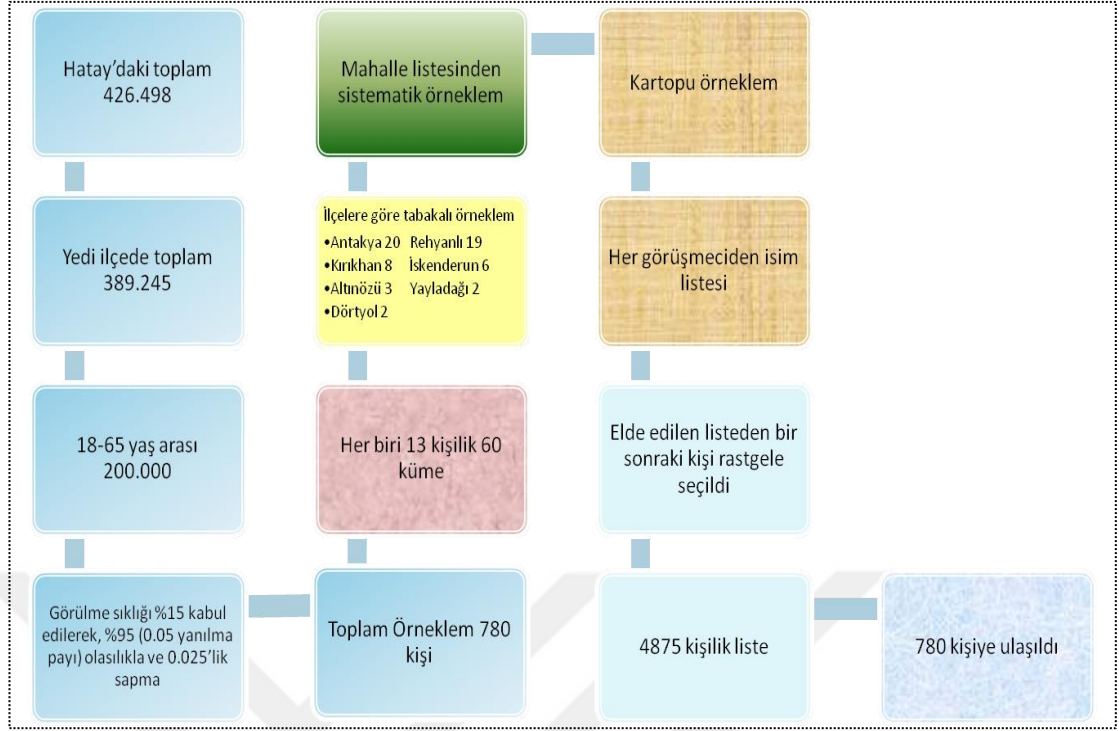 Hatay’daki toplam
426.498
Yedi ilçede toplam
389.245
18-65 yaş arası
200.000
Görülme sıklığı %15 kabul
edilerek, %95 (0.05 yanılma
payı) olasılıkla ve 0.025’lik
sapma
Toplam Örneklem 780
kişi
Her biri 13 kişilik 60
küme
İlçelere göre tabakalı örneklem
•Antakya 20 Rehyanlı 19
•Kırıkhan 8 İskenderun 6
•Altınözü 3 Yayladağı 2
•Dörtyol 2
Mahalle listesinden
sistematik örneklem
Kartopu örneklem
Her görüşmeciden isim
listesi
Elde edilen listeden bir
sonraki kişi rastgele
seçildi
4875 kişilik liste
780 kişiye ulaşıldı